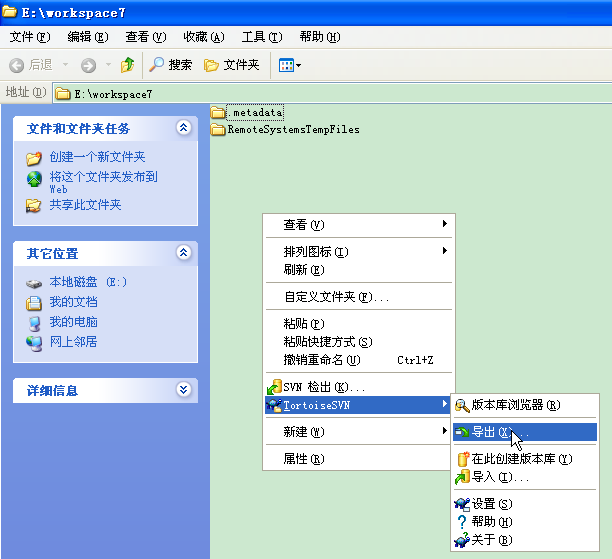 E:\workspace7
文件(F) 编辑(E) 查看(V) 收藏(A) 工具(T) 帮助(H)
后退 搜索 文件夹
地址(D) E:\workspace7
文件和文件夹任务
创建一个新文件夹
将这个文件夹发布到
Web
共享此文件夹
其它位置
本地磁盘 (E:)
我的文档
我的电脑
网上邻居
详细信息
.metadata
RemoteSystemsTempFiles
查看(V)
排列图标(I)
刷新(E)
自定义文件夹(F)...
粘贴(P)
粘贴快捷方式(S)
撤销重命名(U) Ctrl+Z
SVN 检出(K)...
TortoiseSVN
新建(W)
属性(R)
版本库浏览器(R)
导出(X)...
在此创建版本库(Y)
导入(I)...
设置(S)
帮助(H)
关于(B)